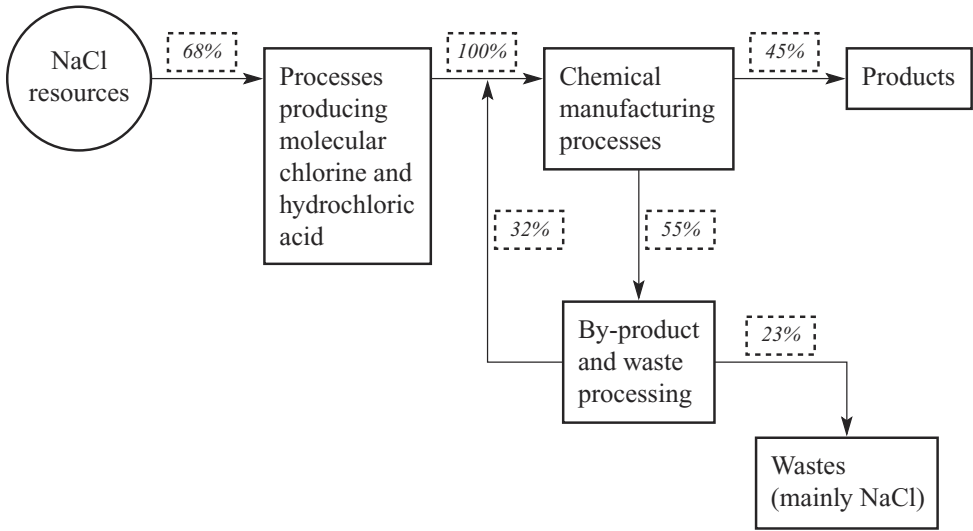 NaCl
resources
68%
Processes
producing
molecular
chlorine and
hydrochloric
acid
100%
Chemical
manufacturing
processes
45%
Products
32%
55%
By-product
and waste
processing
23%
Wastes
(mainly NaCl)